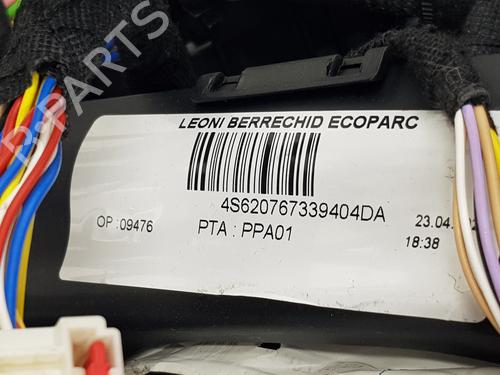 B-PARTS
LEONI BERRECHID ECOPARC
4S620767339404DA
OP :09476
PTA : PPA01
23.04.
18:38